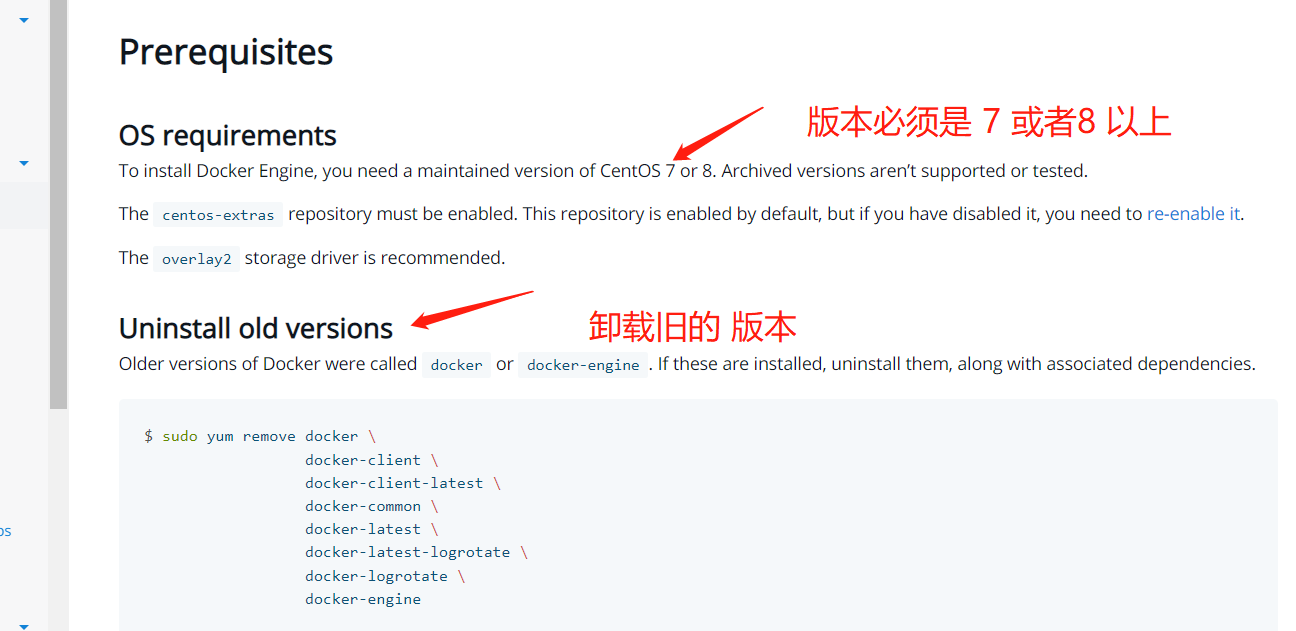 Prerequisites
版本必须是 7 或者8 以上
OS requirements
To install Docker Engine, you need a maintained version of CentOS 7 or 8. Archived versions aren’t supported or tested.
The centos-extras repository must be enabled. This repository is enabled by default, but if you have disabled it, you need to re-enable it.
The overlay2 storage driver is recommended.
Uninstall old versions
卸载旧的 版本
Older versions of Docker were called docker or docker-engine . If these are installed, uninstall them, along with associated dependencies.
$ sudo yum remove docker \
docker-client \
docker-client-latest \
docker-common \
docker-latest \
docker-latest-logrotate \
docker-logrotate \
docker-engine